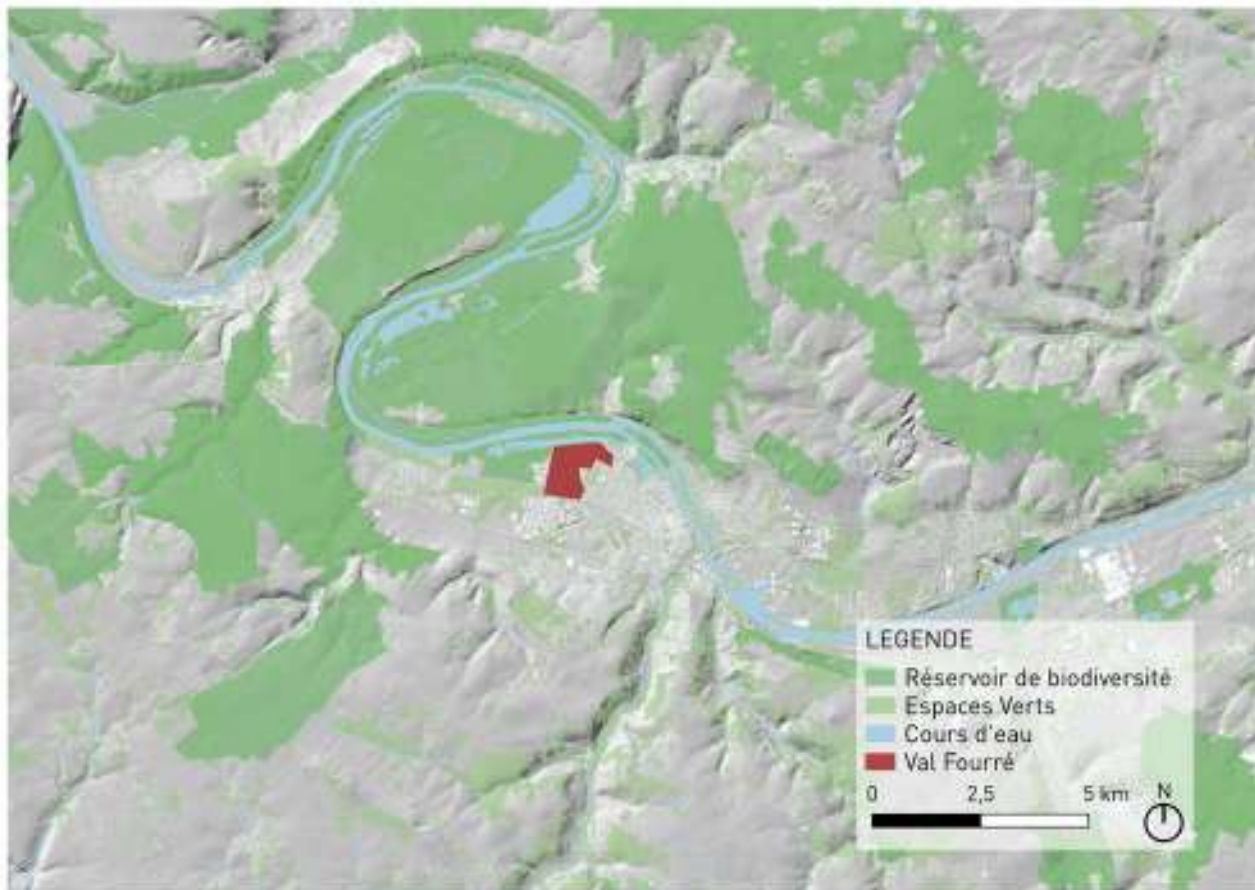 LEGENDE
Réservoir de biodiversité
Espaces Verts
Cours d'eau
Val Fourré
0 2,5 5 km N